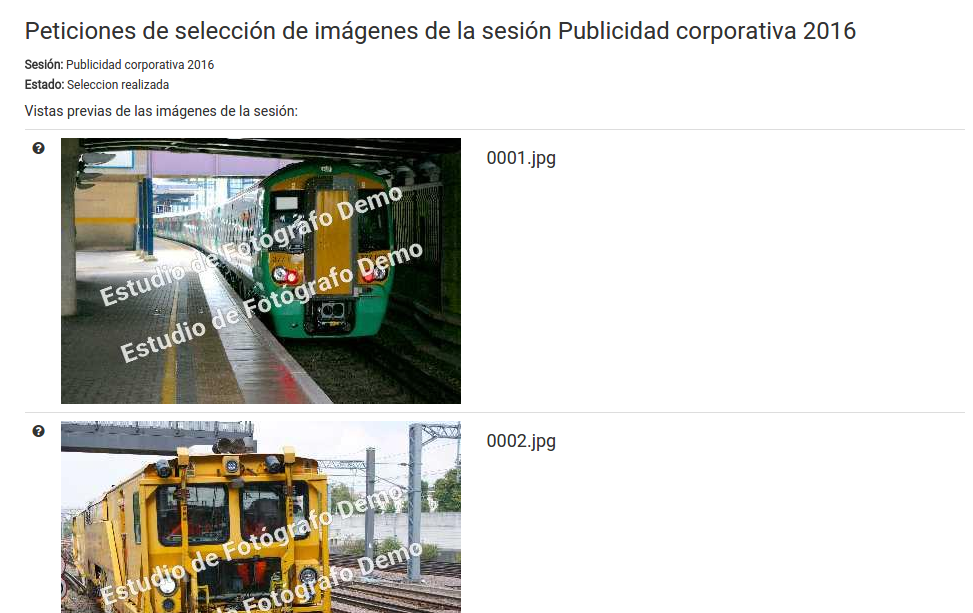 Peticiones de selección de imágenes de la sesión Publicidad corporativa 2016
Sesión: Publicidad corporativa 2016
Estado: Seleccion realizada
Vistas previas de las imágenes de la sesión:
0001.jpg
Estudio de Fotógrafo Demo
Estudio de Fotógrafo Demo
0002.jpg
Estudio de Fotógrafo Demo
de Fotógrafo Demo